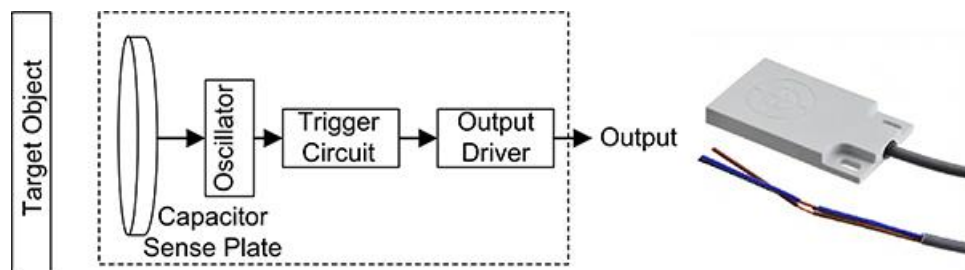 Target Object
Capacitor
Sense Plate
Oscillator
Trigger
Circuit
Output
Driver
Output